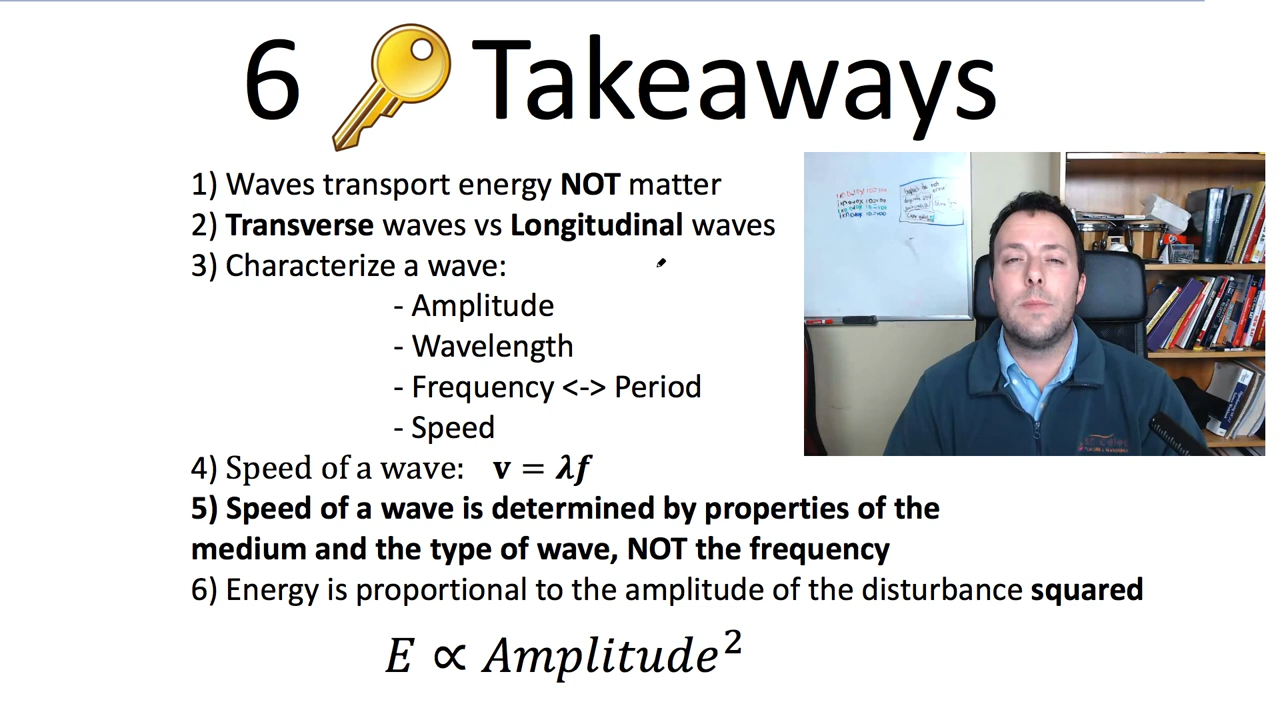 6 Takeaways
1) Waves transport energy NOT matter
2) Transverse waves vs Longitudinal waves
3) Characterize a wave:
- Amplitude
- Wavelength
- Frequency <-> Period
- Speed
4) Speed of a wave: v = λf
5) Speed of a wave is determined by properties of the
medium and the type of wave, NOT the frequency
6) Energy is proportional to the amplitude of the disturbance squared
E ∝ Amplitude²